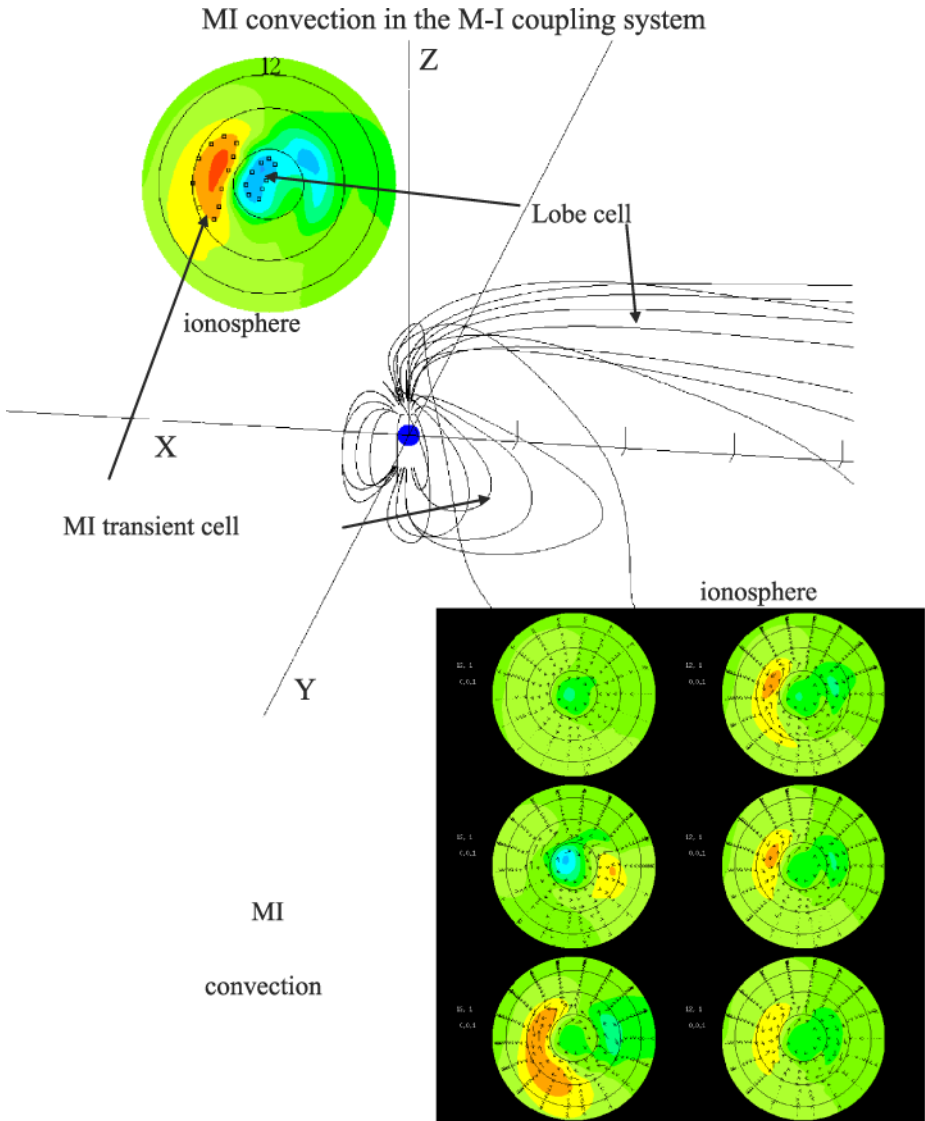 MI convection in the M-I coupling system
12
Z
Lobe cell
ionosphere
X
MI transient cell
ionosphere
Y
MI
convection